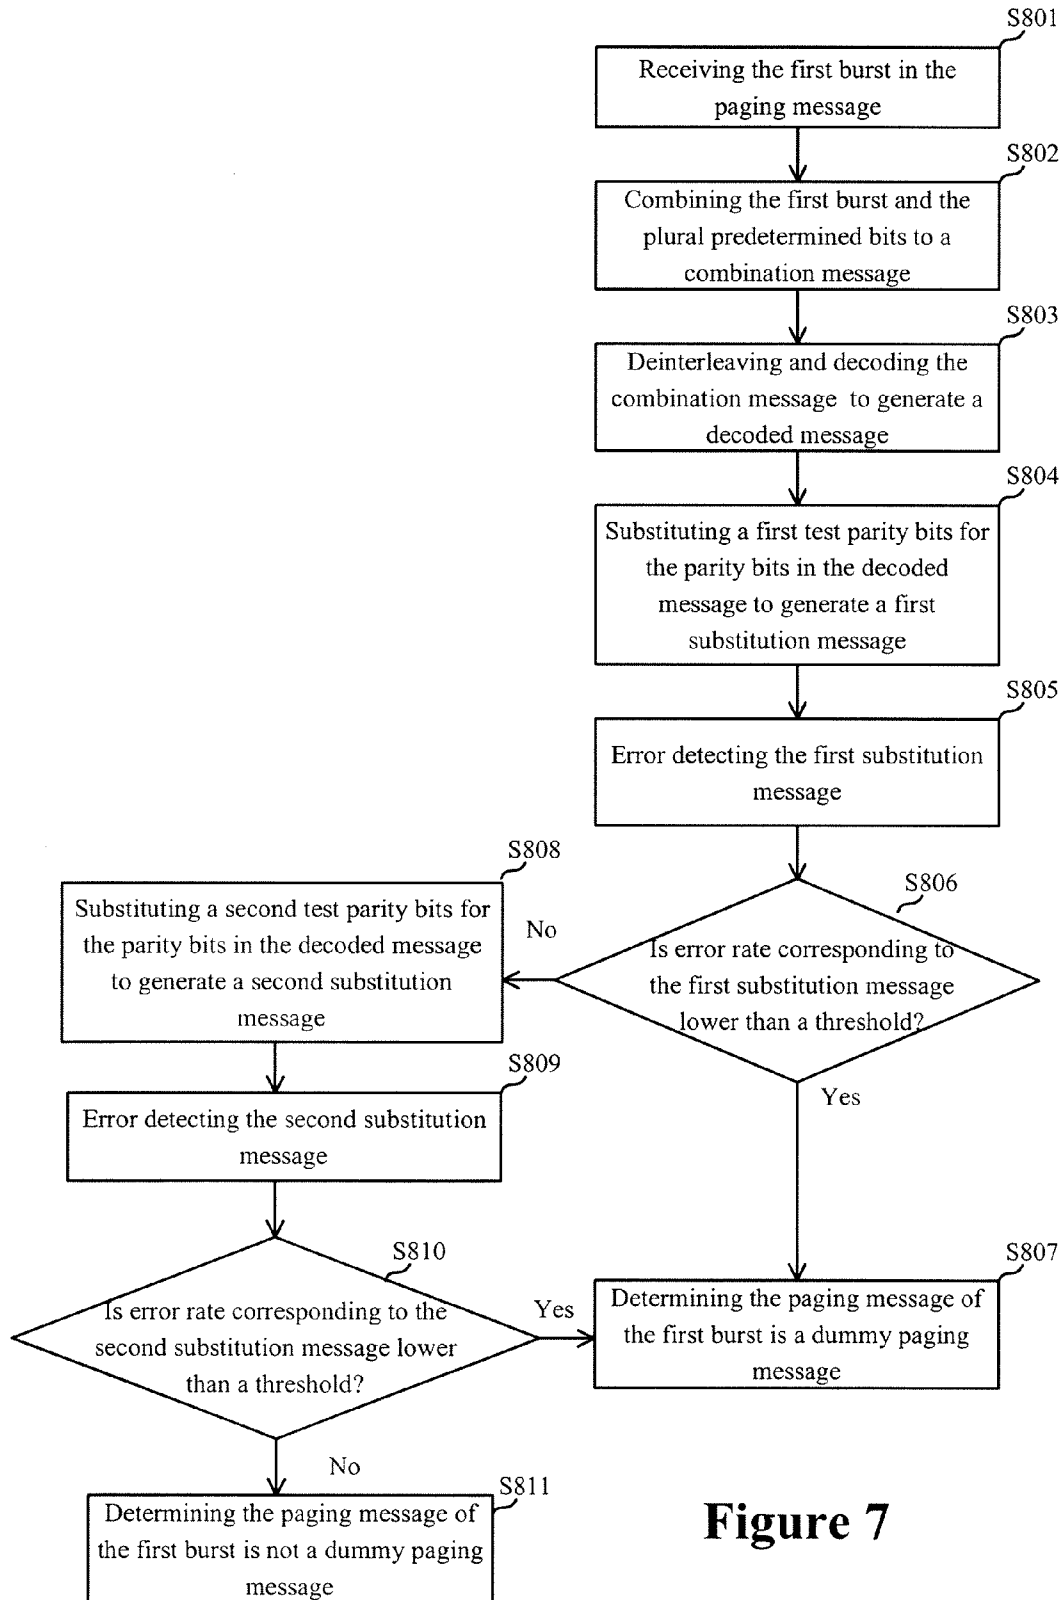 S801
Receiving the first burst in the
paging message
S802
Combining the first burst and the
plural predetermined bits to a
combination message
S803
Deinterleaving and decoding the
combination message to generate a
decoded message
S804
Substituting a first test parity bits for
the parity bits in the decoded
message to generate a first
substitution message
S805
Error detecting the first substitution
message
S806
Is error rate corresponding to
the first substitution message
lower than a threshold?
No
Yes
S808
Substituting a second test parity bits for
the parity bits in the decoded message
to generate a second substitution
message
S809
Error detecting the second substitution
message
S810
Is error rate corresponding to the
second substitution message lower
than a threshold?
Yes
No
S807
Determining the paging message of
the first burst is a dummy paging
message
S811
Determining the paging message of
the first burst is not a dummy paging
message
Figure 7